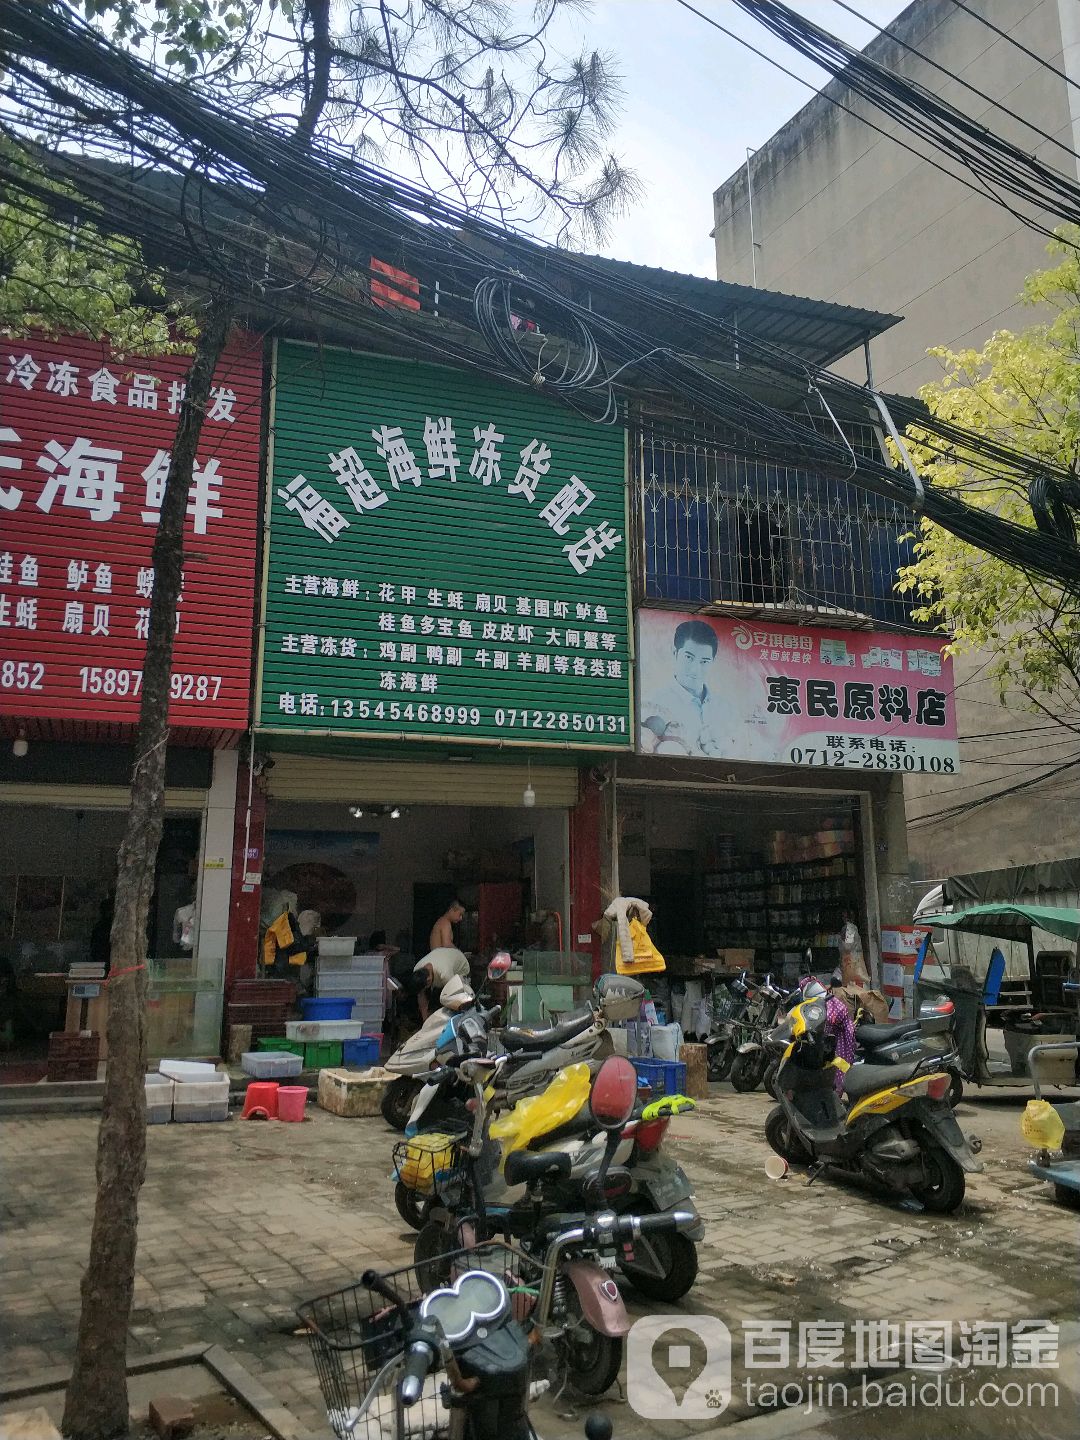 冷冻食品批发
海鲜
桂鱼 鲈鱼
生蚝 扇贝 花甲
852 15897 9287
福超海鲜冻货配送
主营海鲜：花甲 生蚝 扇贝 基围虾 鲈鱼
桂鱼多宝鱼 皮皮虾 大闸蟹等
主营冻货：鸡副 鸭副 牛副 羊副等各类速
冻海鲜
电话:13545468999 07122850131
安琪酵母
发面就是快
惠民原料店
联系电话：
0712-2830108
百度地图淘金
taojin.baidu.com